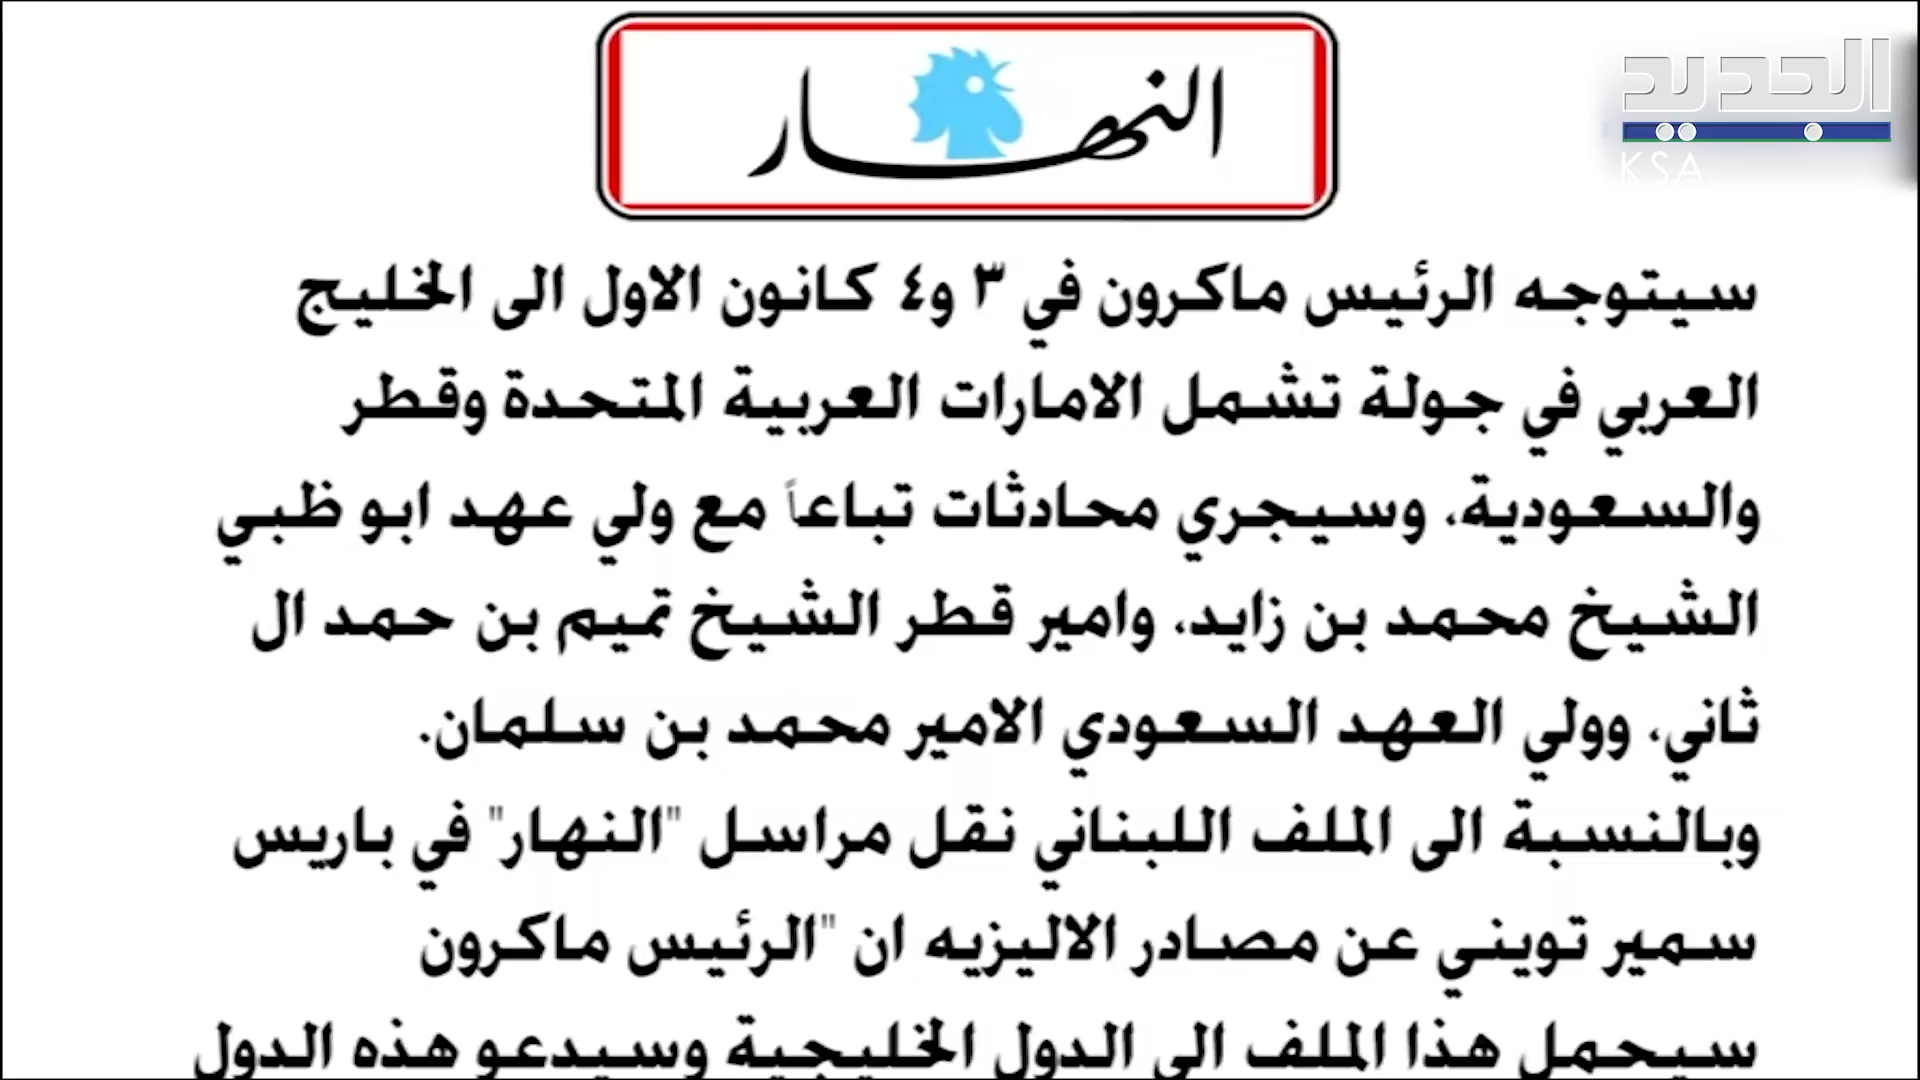 النهار
الجديد
KSA
سيتوجه الرئيس ماكرون في ٣ و٤ كانون الاول الى الخليج
العربي في جولة تشمل الامارات العربية المتحدة وقطر
والسعودية، وسيجري محادثات تباعاً مع ولي عهد ابو ظبي
الشيخ محمد بن زايد، وامير قطر الشيخ تميم بن حمد ال
ثاني، وولي العهد السعودي الامير محمد بن سلمان.
وبالنسبة الى الملف اللبناني نقل مراسل "النهار" في باريس
سمير تويني عن مصادر الاليزيه ان "الرئيس ماكرون
سيحمل هذا الملف الى الدول الخليجية وسيدعو هذه الدول